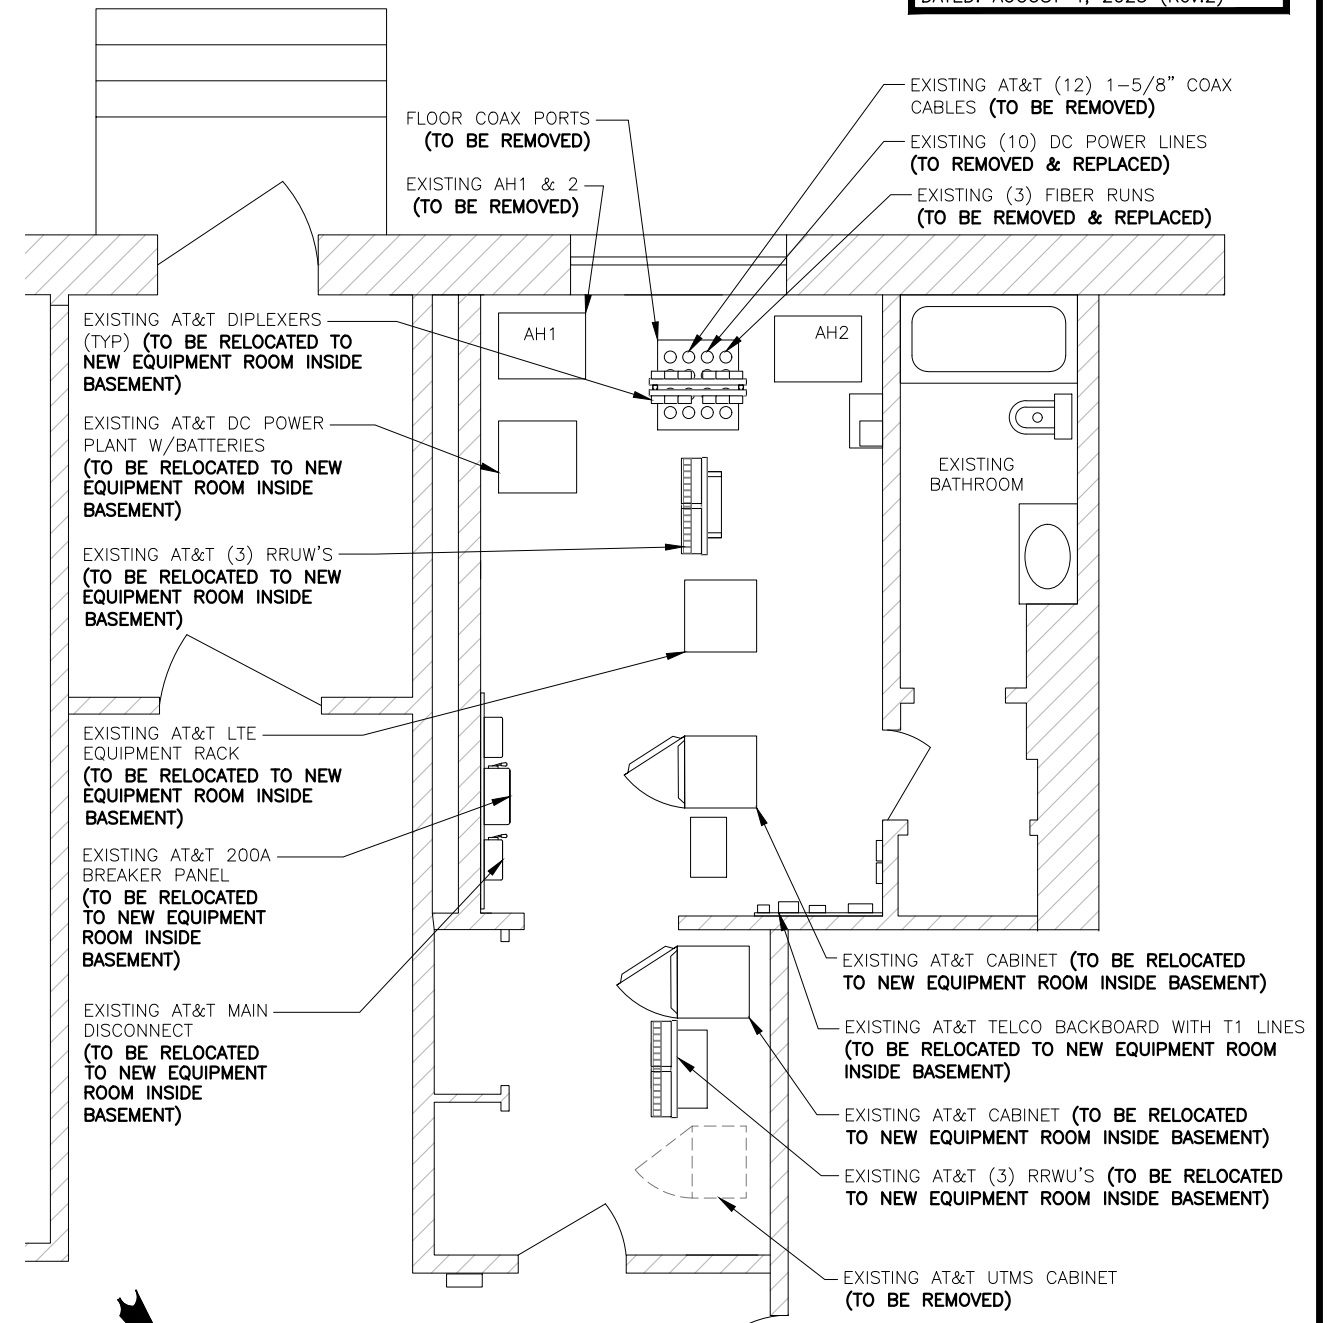 EXISTING AT&T (12) 1-5/8" COAX
CABLES (TO BE REMOVED)
FLOOR COAX PORTS
(TO BE REMOVED)
EXISTING (10) DC POWER LINES
(TO REMOVED & REPLACED)
EXISTING AH1 & 2
(TO BE REMOVED)
EXISTING (3) FIBER RUNS
(TO BE REMOVED & REPLACED)
AH1
AH2
EXISTING AT&T DIPLEXERS
(TYP) (TO BE RELOCATED TO
NEW EQUIPMENT ROOM INSIDE
BASEMENT)
EXISTING AT&T DC POWER
PLANT W/BATTERIES
(TO BE RELOCATED TO NEW
EQUIPMENT ROOM INSIDE
BASEMENT)
EXISTING
BATHROOM
EXISTING AT&T (3) RRUW'S
(TO BE RELOCATED TO NEW
EQUIPMENT ROOM INSIDE
BASEMENT)
EXISTING AT&T LTE
EQUIPMENT RACK
(TO BE RELOCATED TO NEW
EQUIPMENT ROOM INSIDE
BASEMENT)
EXISTING AT&T 200A
BREAKER PANEL
(TO BE RELOCATED
TO NEW EQUIPMENT
ROOM INSIDE
BASEMENT)
EXISTING AT&T MAIN
DISCONNECT
(TO BE RELOCATED
TO NEW EQUIPMENT
ROOM INSIDE
BASEMENT)
EXISTING AT&T CABINET (TO BE RELOCATED
TO NEW EQUIPMENT ROOM INSIDE BASEMENT)
EXISTING AT&T TELCO BACKBOARD WITH T1 LINES
(TO BE RELOCATED TO NEW EQUIPMENT ROOM
INSIDE BASEMENT)
EXISTING AT&T CABINET (TO BE RELOCATED
TO NEW EQUIPMENT ROOM INSIDE BASEMENT)
EXISTING AT&T (3) RRWU'S (TO BE RELOCATED
TO NEW EQUIPMENT ROOM INSIDE BASEMENT)
EXISTING AT&T UTMS CABINET
(TO BE REMOVED)